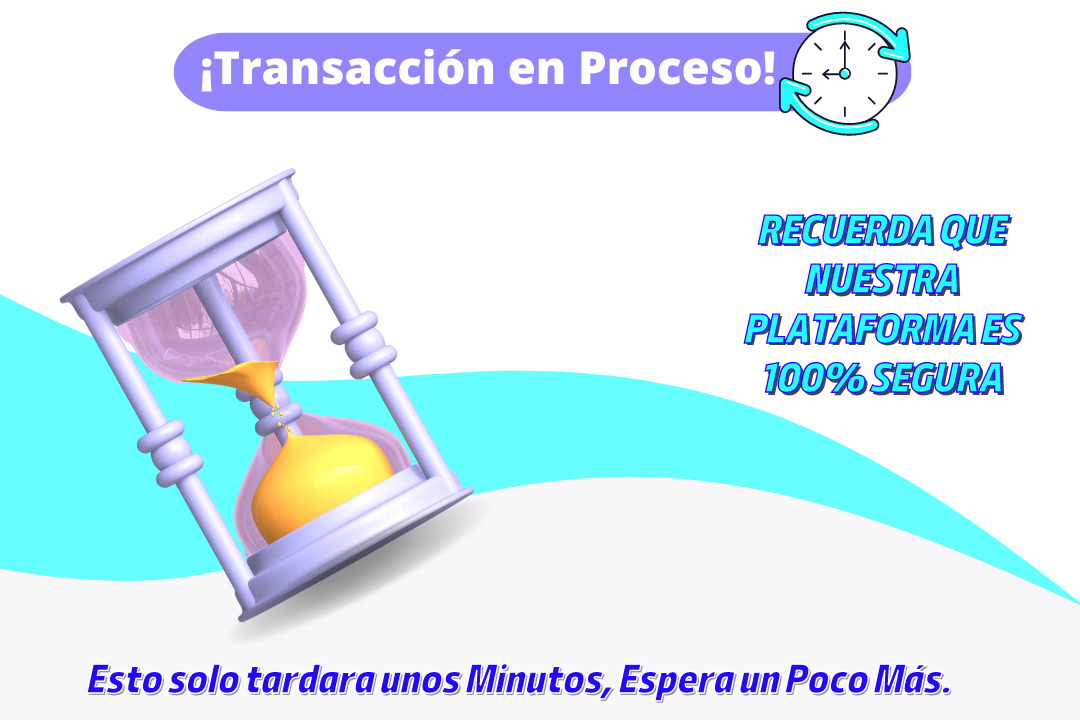 ¡Transacción en Proceso!
RECUERDA QUE
NUESTRA
PLATAFORMA ES
100% SEGURA
Esto solo tardara unos Minutos, Espera un Poco Más.